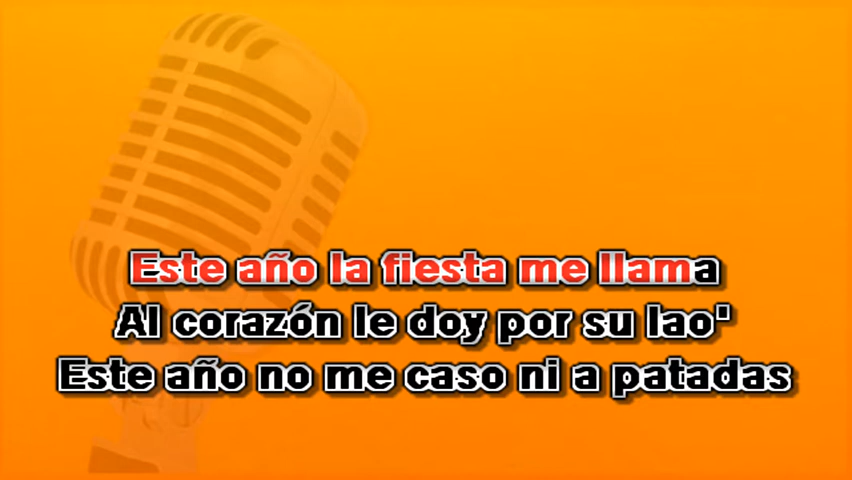 Este año la fiesta me llama
Al corazón le doy por su lao'
Este año no me caso ni a patadas